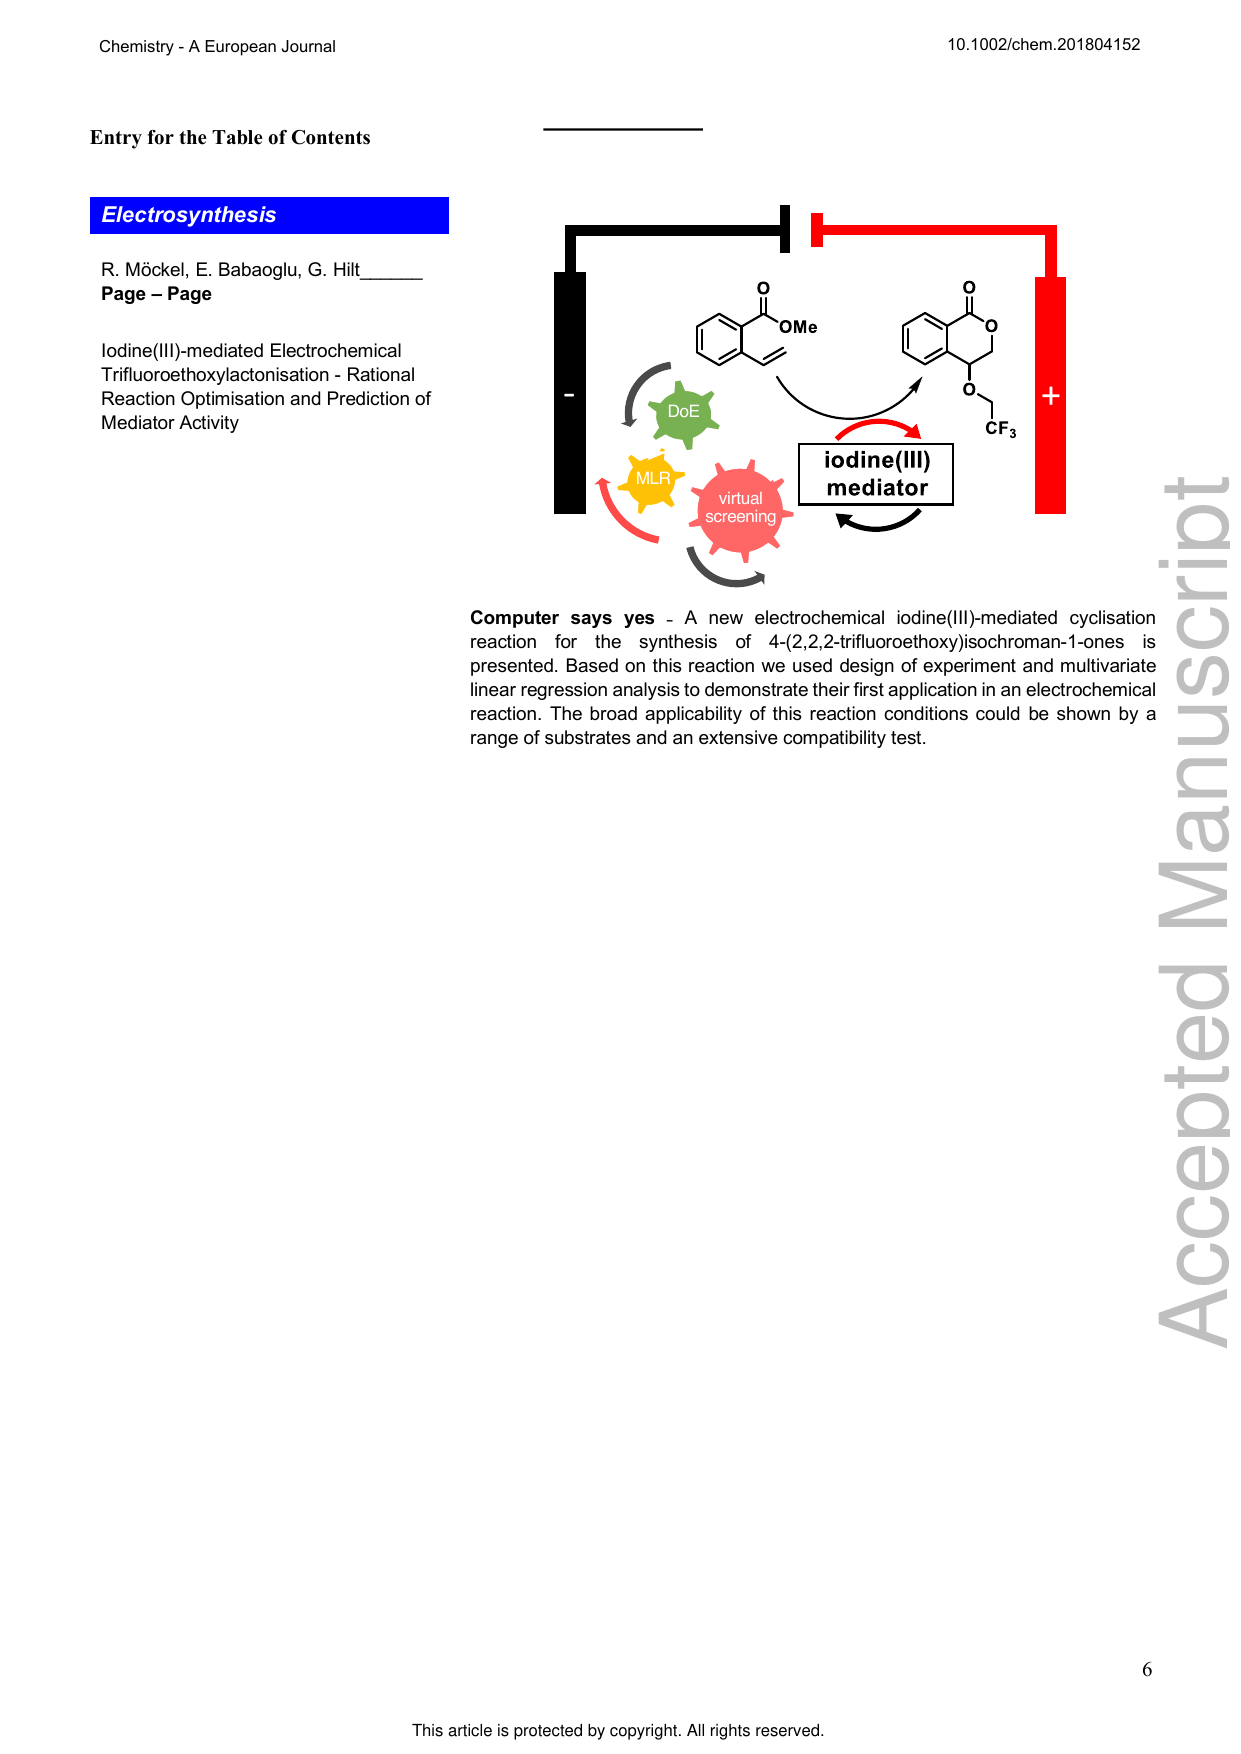 Chemistry - A European Journal
10.1002/chem.201804152
Entry for the Table of Contents
Electrosynthesis
R. Möckel, E. Babaoglu, G. Hilt______
Page – Page
Iodine(III)-mediated Electrochemical
Trifluoroethoxylactonisation - Rational
Reaction Optimisation and Prediction of
Mediator Activity
O
OMe
O
O
O
CF3
-
+
DoE
MLR
virtual
screening
iodine(III)
mediator
Computer says yes - A new electrochemical iodine(III)-mediated cyclisation
reaction for the synthesis of 4-(2,2,2-trifluoroethoxy)isochroman-1-ones is
presented. Based on this reaction we used design of experiment and multivariate
linear regression analysis to demonstrate their first application in an electrochemical
reaction. The broad applicability of this reaction conditions could be shown by a
range of substrates and an extensive compatibility test.
Accepted Manuscript
6
This article is protected by copyright. All rights reserved.